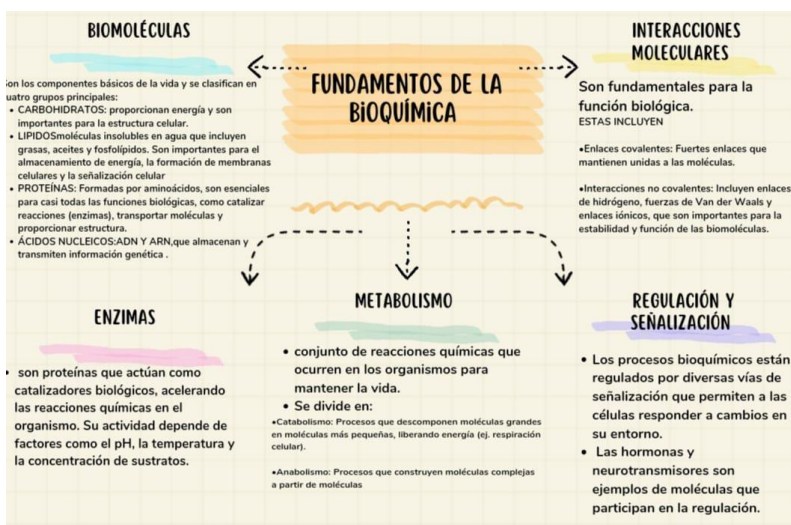 FUNDAMENTOS DE LA
BIOQUÍMICA
BIOMOLÉCULAS
Son los componentes básicos de la vida y se clasifican en
uatro grupos principales:
• CARBOHIDRATOS: proporcionan energía y son
importantes para la estructura celular.
• LIPIDOSmoléculas insolubles en agua que incluyen
grasas, aceites y fosfolípidos. Son importantes para el
almacenamiento de energía, la formación de membranas
celulares y la señalización celular
• PROTEÍNAS: Formadas por aminoácidos, son esenciales
para casi todas las funciones biológicas, como catalizar
reacciones (enzimas), transportar moléculas y
proporcionar estructura.
• ÁCIDOS NUCLEICOS:ADN Y ARN,que almacenan y
transmiten información genética .
INTERACCIONES
MOLECULARES
Son fundamentales para la
función biológica.
ESTAS INCLUYEN
•Enlaces covalentes: Fuertes enlaces que
mantienen unidas a las moléculas.
•Interacciones no covalentes: Incluyen enlaces
de hidrógeno, fuerzas de Van der Waals y
enlaces iónicos, que son importantes para la
estabilidad y función de las biomoléculas.
ENZIMAS
• son proteínas que actúan como
catalizadores biológicos, acelerando
las reacciones químicas en el
organismo. Su actividad depende de
factores como el pH, la temperatura y
la concentración de sustratos.
METABOLISMO
• conjunto de reacciones químicas que
ocurren en los organismos para
mantener la vida.
• Se divide en:
•Catabolismo: Procesos que descomponen moléculas grandes
en moléculas más pequeñas, liberando energía (ej. respiración
celular).
•Anabolismo: Procesos que construyen moléculas complejas
a partir de moléculas
REGULACIÓN Y
SEÑALIZACIÓN
• Los procesos bioquímicos están
regulados por diversas vías de
señalización que permiten a las
células responder a cambios en
su entorno.
• Las hormonas y
neurotransmisores son
ejemplos de moléculas que
participan en la regulación.